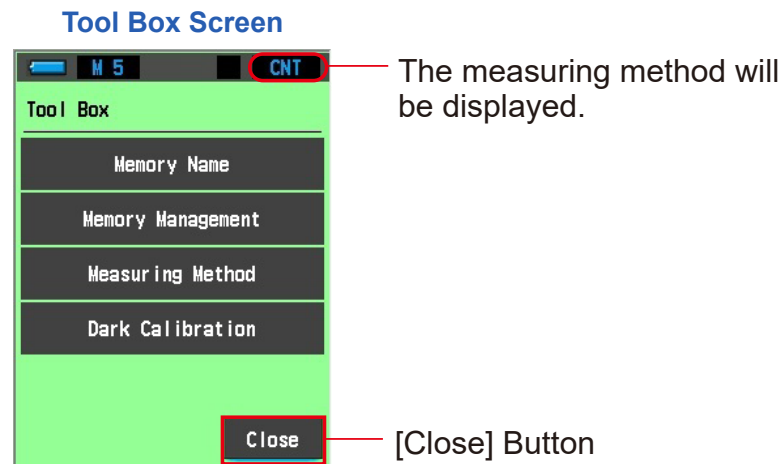 Tool Box Screen
M 5 CNT
The measuring method will
be displayed.
Tool Box
Memory Name
Memory Management
Measuring Method
Dark Calibration
Close
[Close] Button